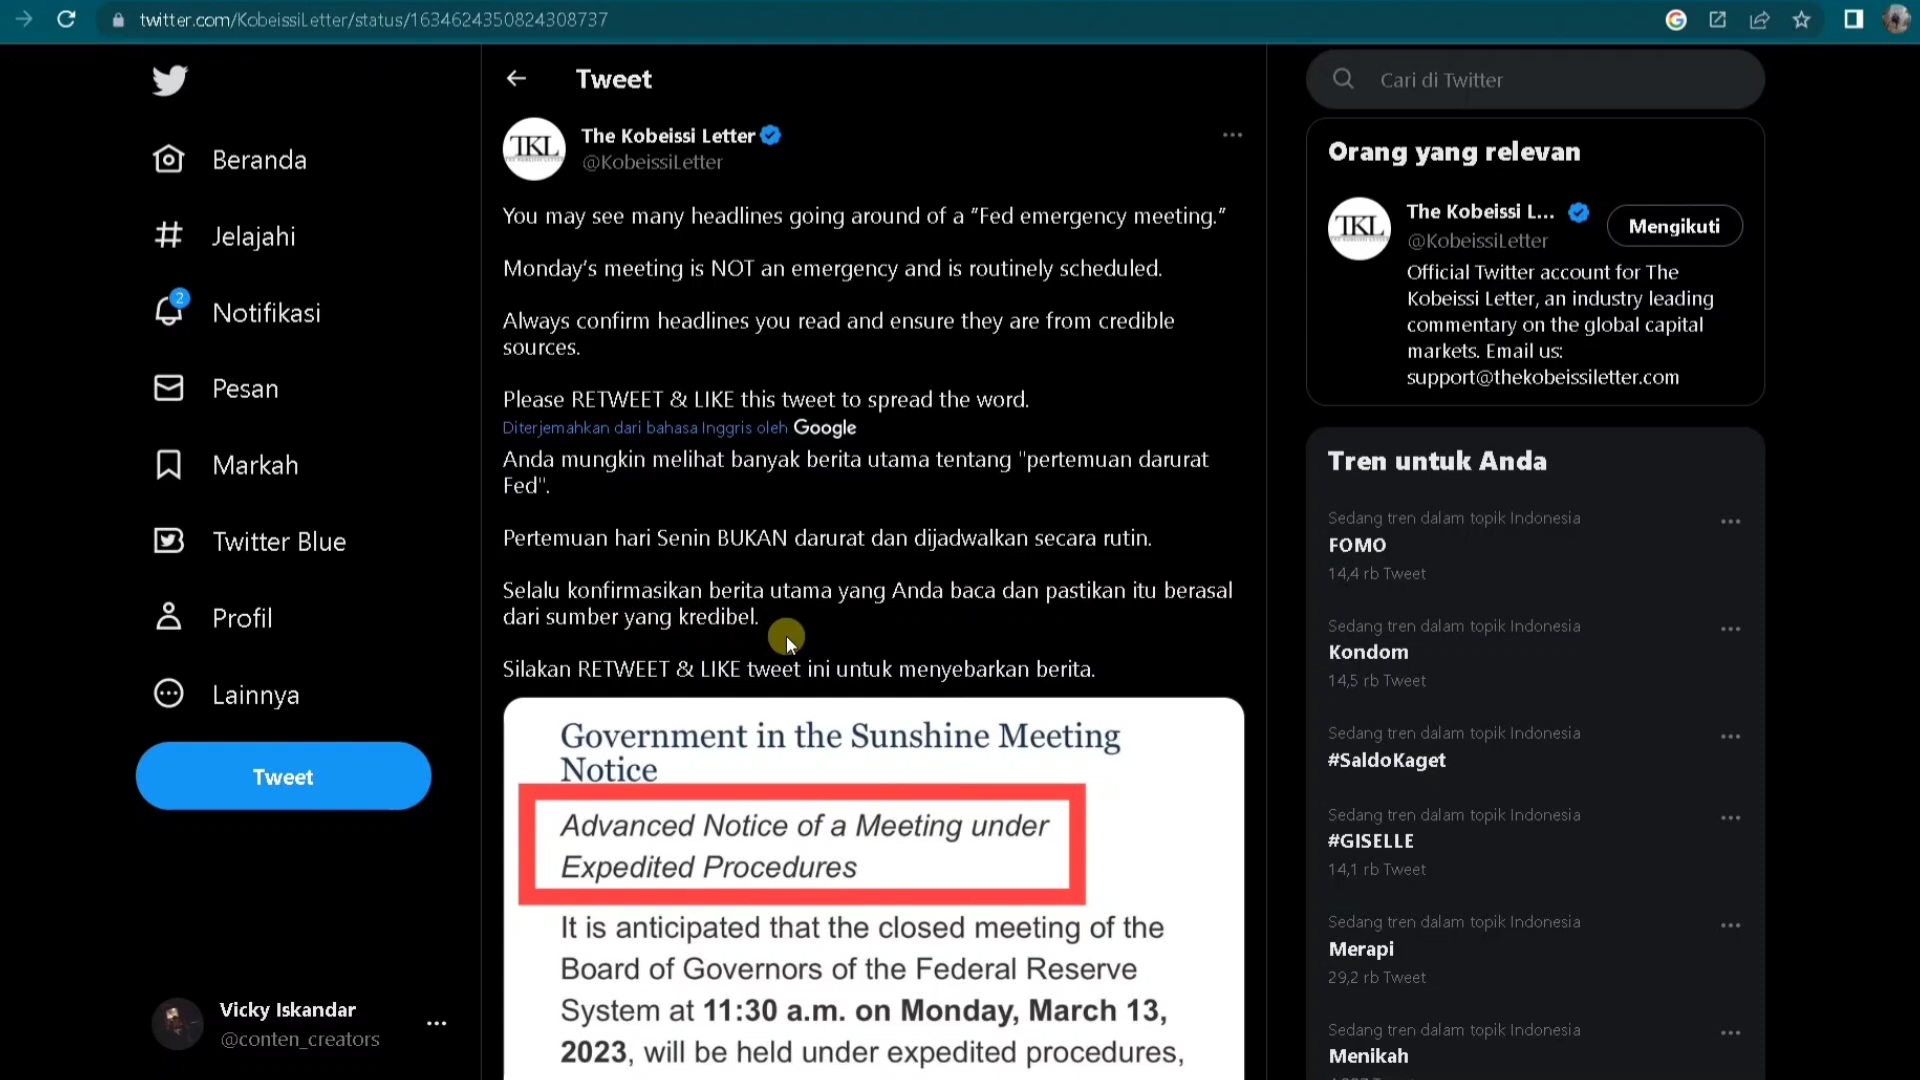 twitter.com/KobeissiLetter/status/1634624350824308737
Beranda
Jelajahi
2
Notifikasi
Pesan
Markah
Twitter Blue
Profil
Lainnya
Tweet
Vicky Iskandar
@conten_creators
Tweet
TKL
The Kobeissi Letter
@KobeissiLetter
You may see many headlines going around of a "Fed emergency meeting."
Monday's meeting is NOT an emergency and is routinely scheduled.
Always confirm headlines you read and ensure they are from credible
sources.
Please RETWEET & LIKE this tweet to spread the word.
Diterjemahkan dari bahasa Inggris oleh Google
Anda mungkin melihat banyak berita utama tentang "pertemuan darurat
Fed".
Pertemuan hari Senin BUKAN darurat dan dijadwalkan secara rutin.
Selalu konfirmasikan berita utama yang Anda baca dan pastikan itu berasal
dari sumber yang kredibel.
Silakan RETWEET & LIKE tweet ini untuk menyebarkan berita.
Government in the Sunshine Meeting
Notice
Advanced Notice of a Meeting under
Expedited Procedures
It is anticipated that the closed meeting of the
Board of Governors of the Federal Reserve
System at 11:30 a.m. on Monday, March 13,
2023, will be held under expedited procedures,
Cari di Twitter
Orang yang relevan
TKL
The Kobeissi L...
@KobeissiLetter
Mengikuti
Official Twitter account for The
Kobeissi Letter, an industry leading
commentary on the global capital
markets. Email us:
support@thekobeissiletter.com
Tren untuk Anda
Sedang tren dalam topik Indonesia
FOMO
14,4 rb Tweet
Sedang tren dalam topik Indonesia
Kondom
14,5 rb Tweet
Sedang tren dalam topik Indonesia
#SaldoKaget
Sedang tren dalam topik Indonesia
#GISELLE
14,1 rb Tweet
Sedang tren dalam topik Indonesia
Merapi
29,2 rb Tweet
Sedang tren dalam topik Indonesia
Menikah